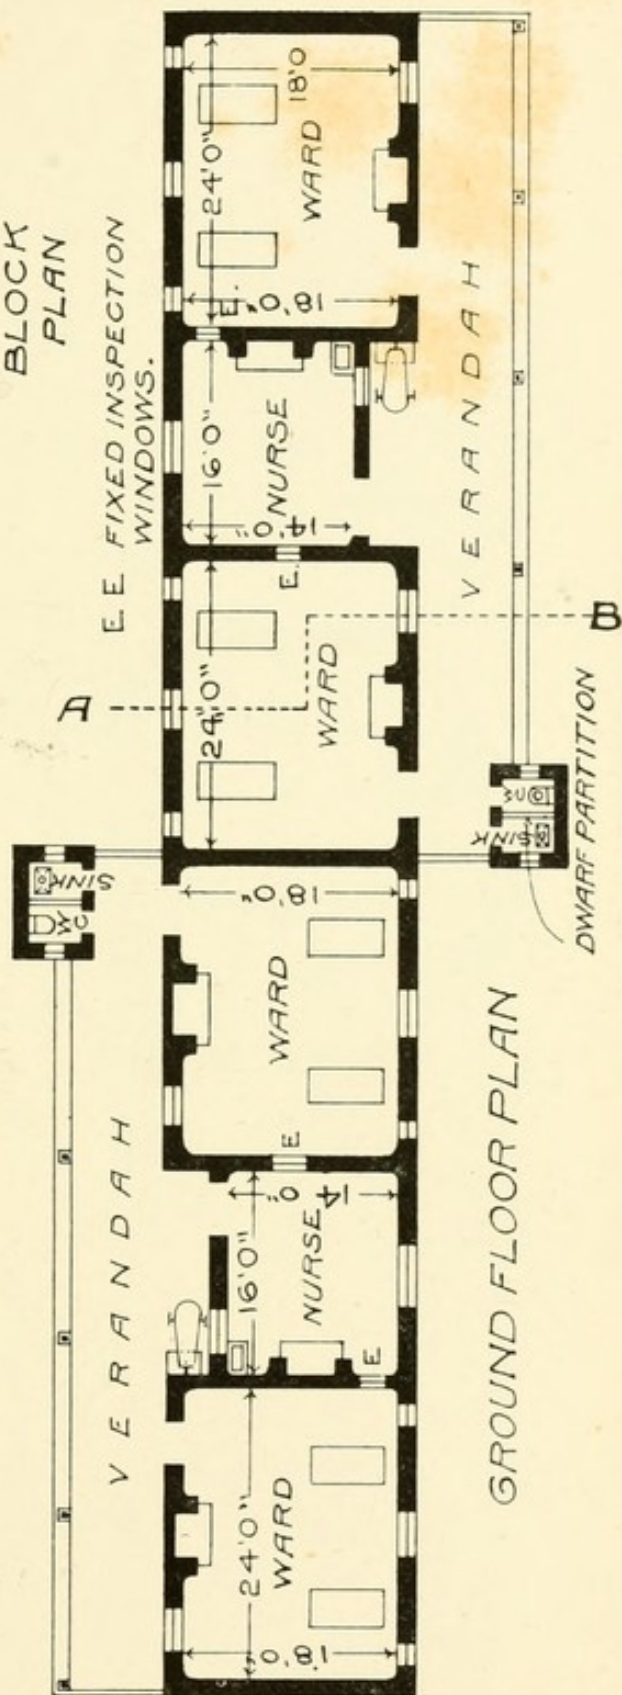 BLOCK
PLAN
E.E. FIXED INSPECTION
WINDOWS.
18'0
24'0"
WARD
18'0"
E.
VERANDAH
16'0"
NURSE
14'0"
E.
24'0"
WARD
A
B
DWARF PARTITION
SINK
SINK
WC
18'0"
WARD
E
VERANDAH
14'0"
16'0"
NURSE
E
GROUND FLOOR PLAN
24'0"
WARD
18'0"